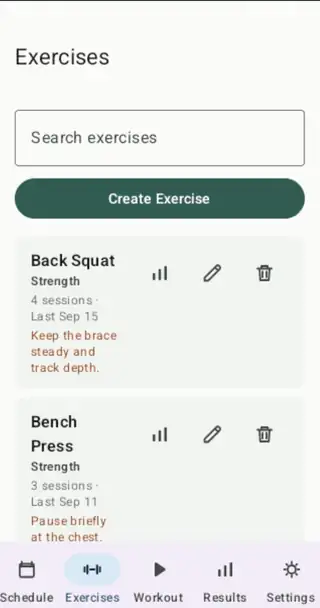 Exercises
Search exercises
Create Exercise
Back Squat
Strength
4 sessions ·
Last Sep 15
Keep the brace
steady and
track depth.
Bench
Press
Strength
3 sessions ·
Last Sep 11
Pause briefly
at the chest.
Schedule Exercises Workout Results Settings